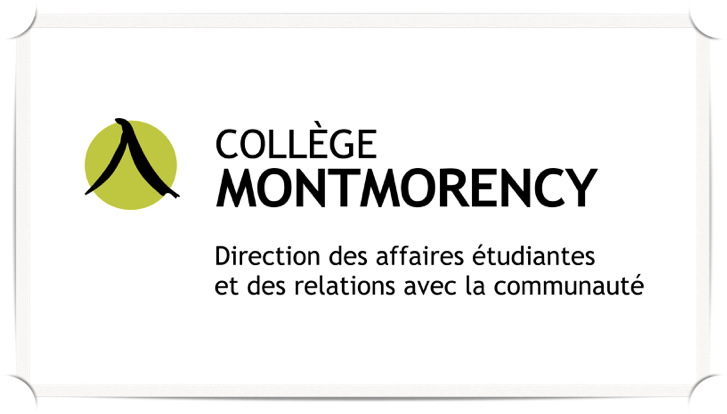 COLLÈGE
MONTMORENCY
Direction des affaires étudiantes
et des relations avec la communauté